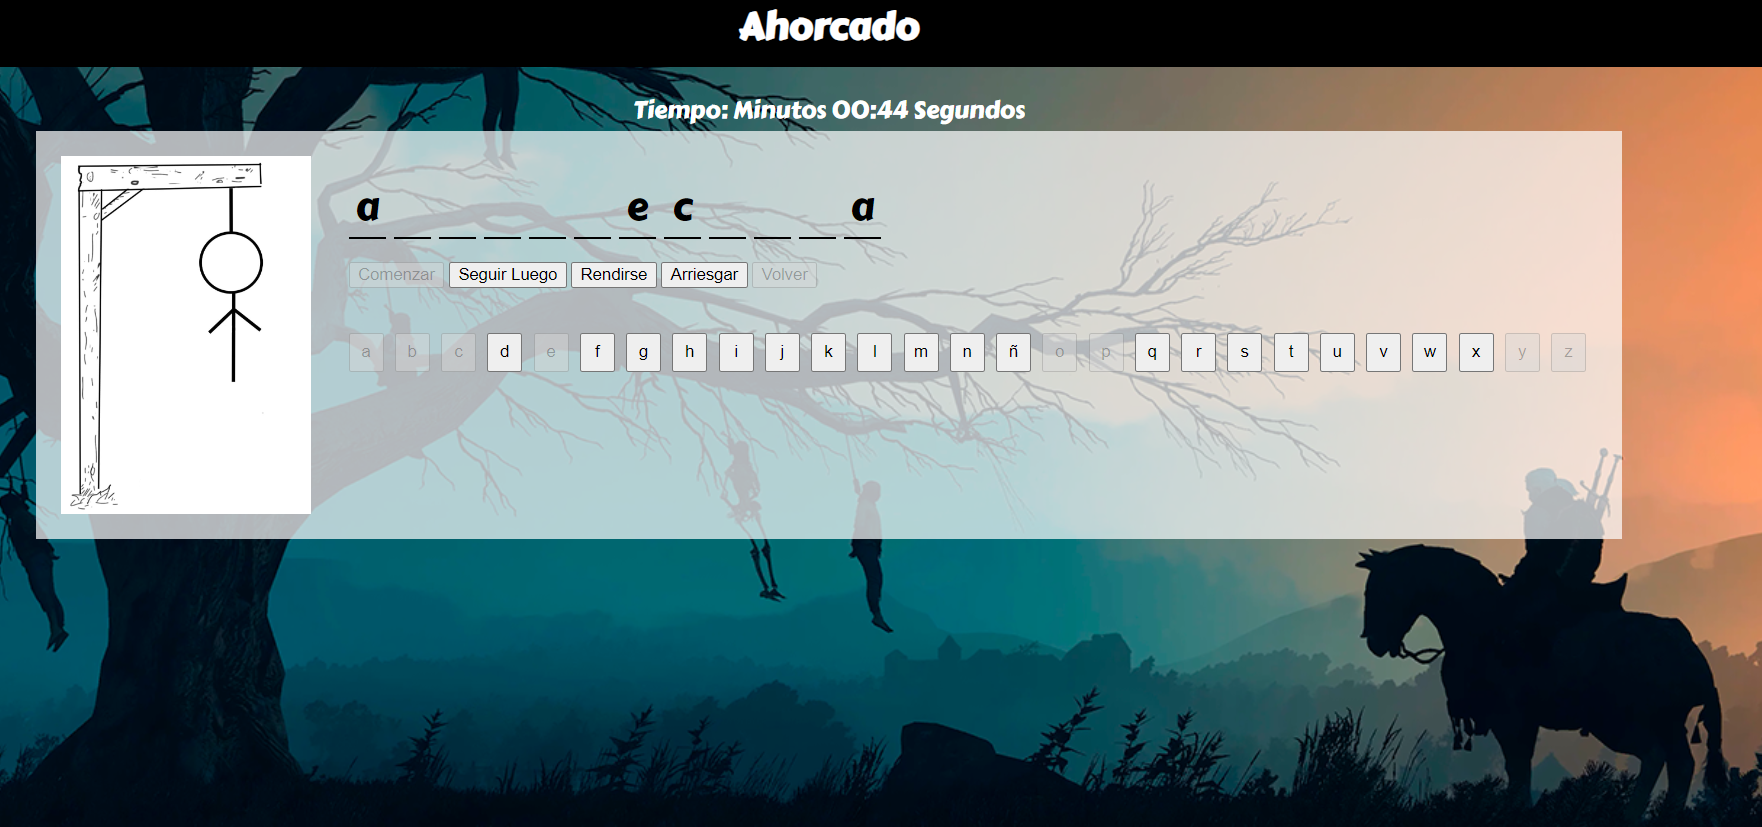 Ahorcado
Tiempo: Minutos 00:44 Segundos
a _ _ _ _ _ e c _ _ _ a
Comenzar Seguir Luego Rendirse Arriesgar Volver
a b c d e f g h i j k l m n ñ o p q r s t u v w x y z